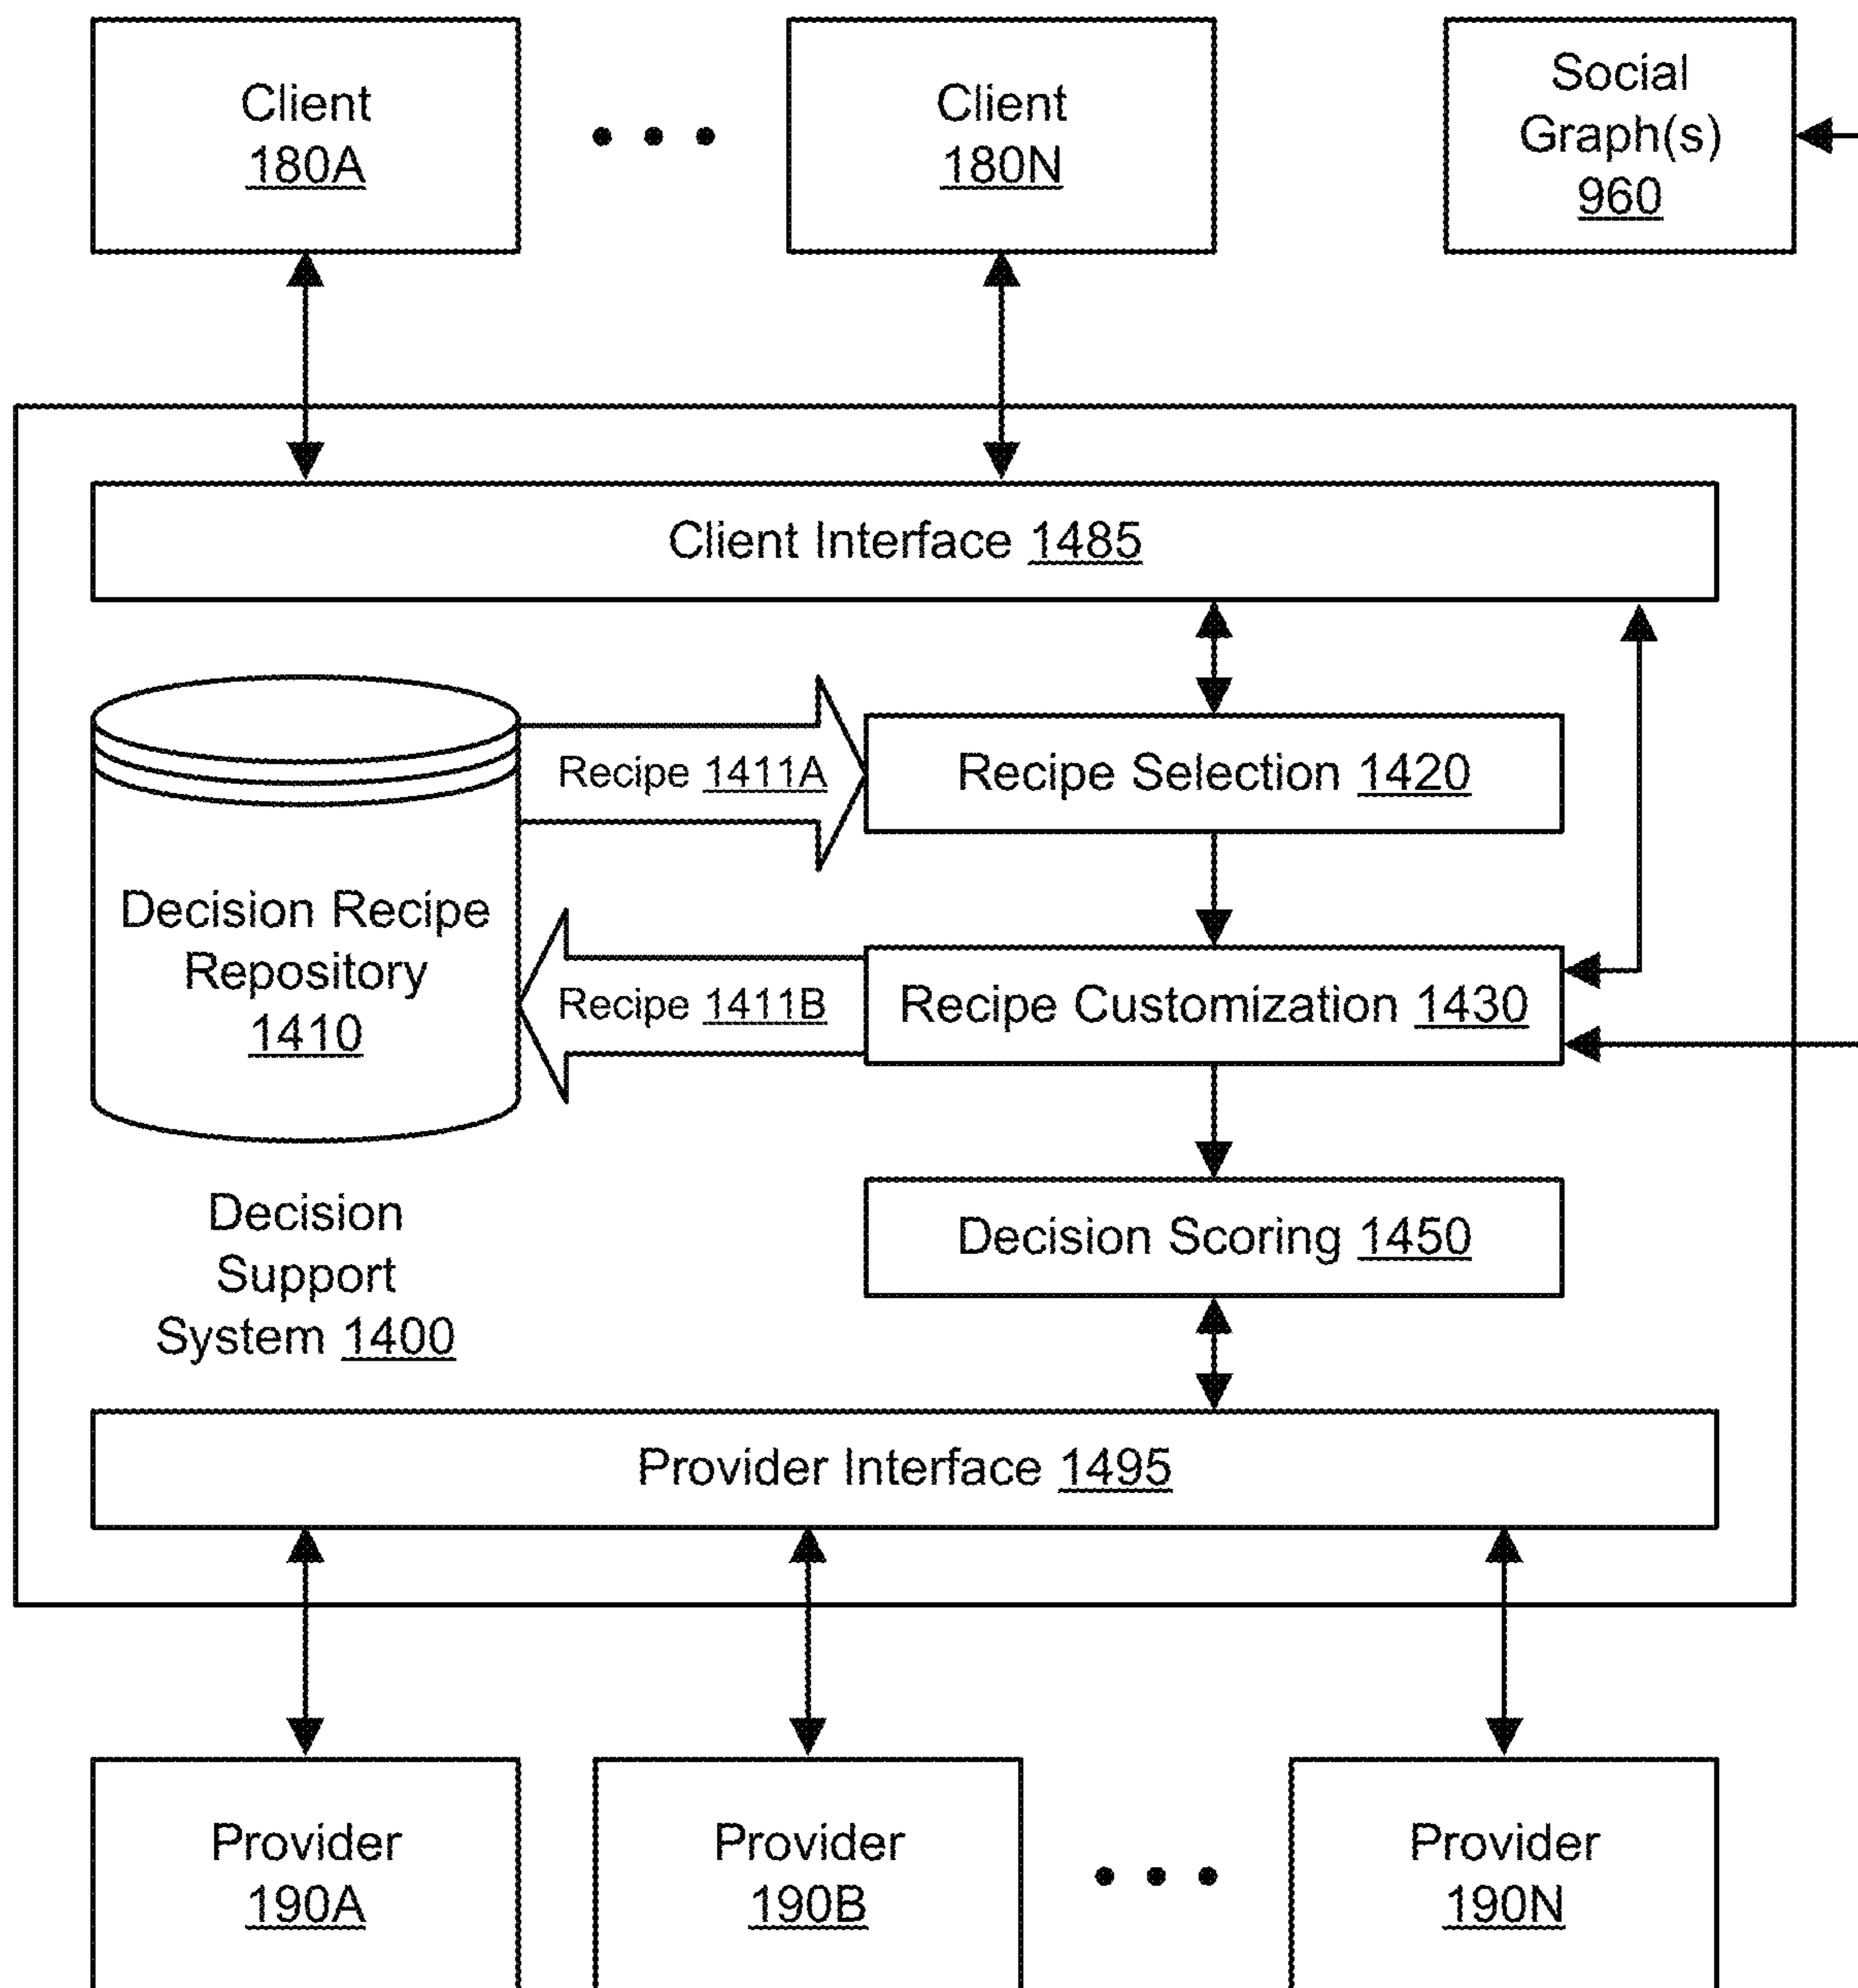 Client
180A
Client
180N
Social
Graph(s)
960
Client Interface 1485
Recipe 1411A
Recipe Selection 1420
Decision Recipe
Repository
1410
Recipe 1411B
Recipe Customization 1430
Decision
Support
System 1400
Decision Scoring 1450
Provider Interface 1495
Provider
190A
Provider
190B
Provider
190N